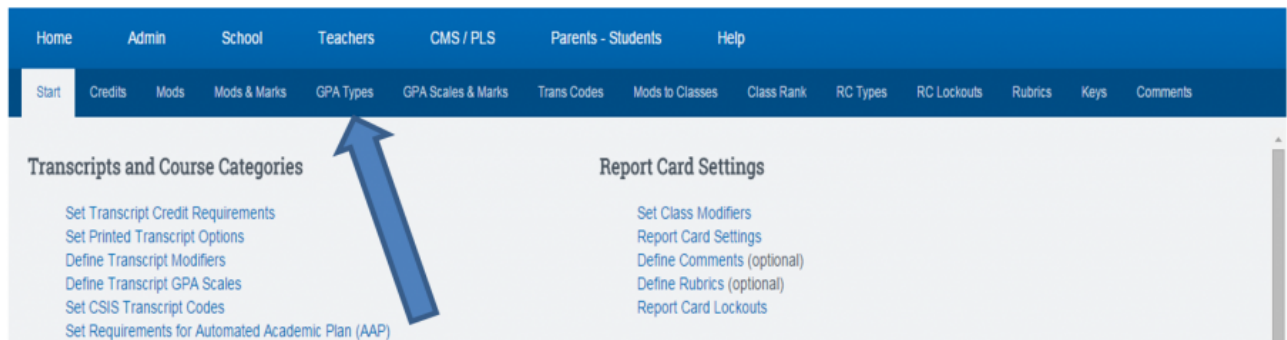 Home Admin School Teachers CMS / PLS Parents - Students Help
Start Credits Mods Mods & Marks GPA Types GPA Scales & Marks Trans Codes Mods to Classes Class Rank RC Types RC Lockouts Rubrics Keys Comments
Transcripts and Course Categories
Set Transcript Credit Requirements
Set Printed Transcript Options
Define Transcript Modifiers
Define Transcript GPA Scales
Set CSIS Transcript Codes
Set Requirements for Automated Academic Plan (AAP)
Report Card Settings
Set Class Modifiers
Report Card Settings
Define Comments (optional)
Define Rubrics (optional)
Report Card Lockouts